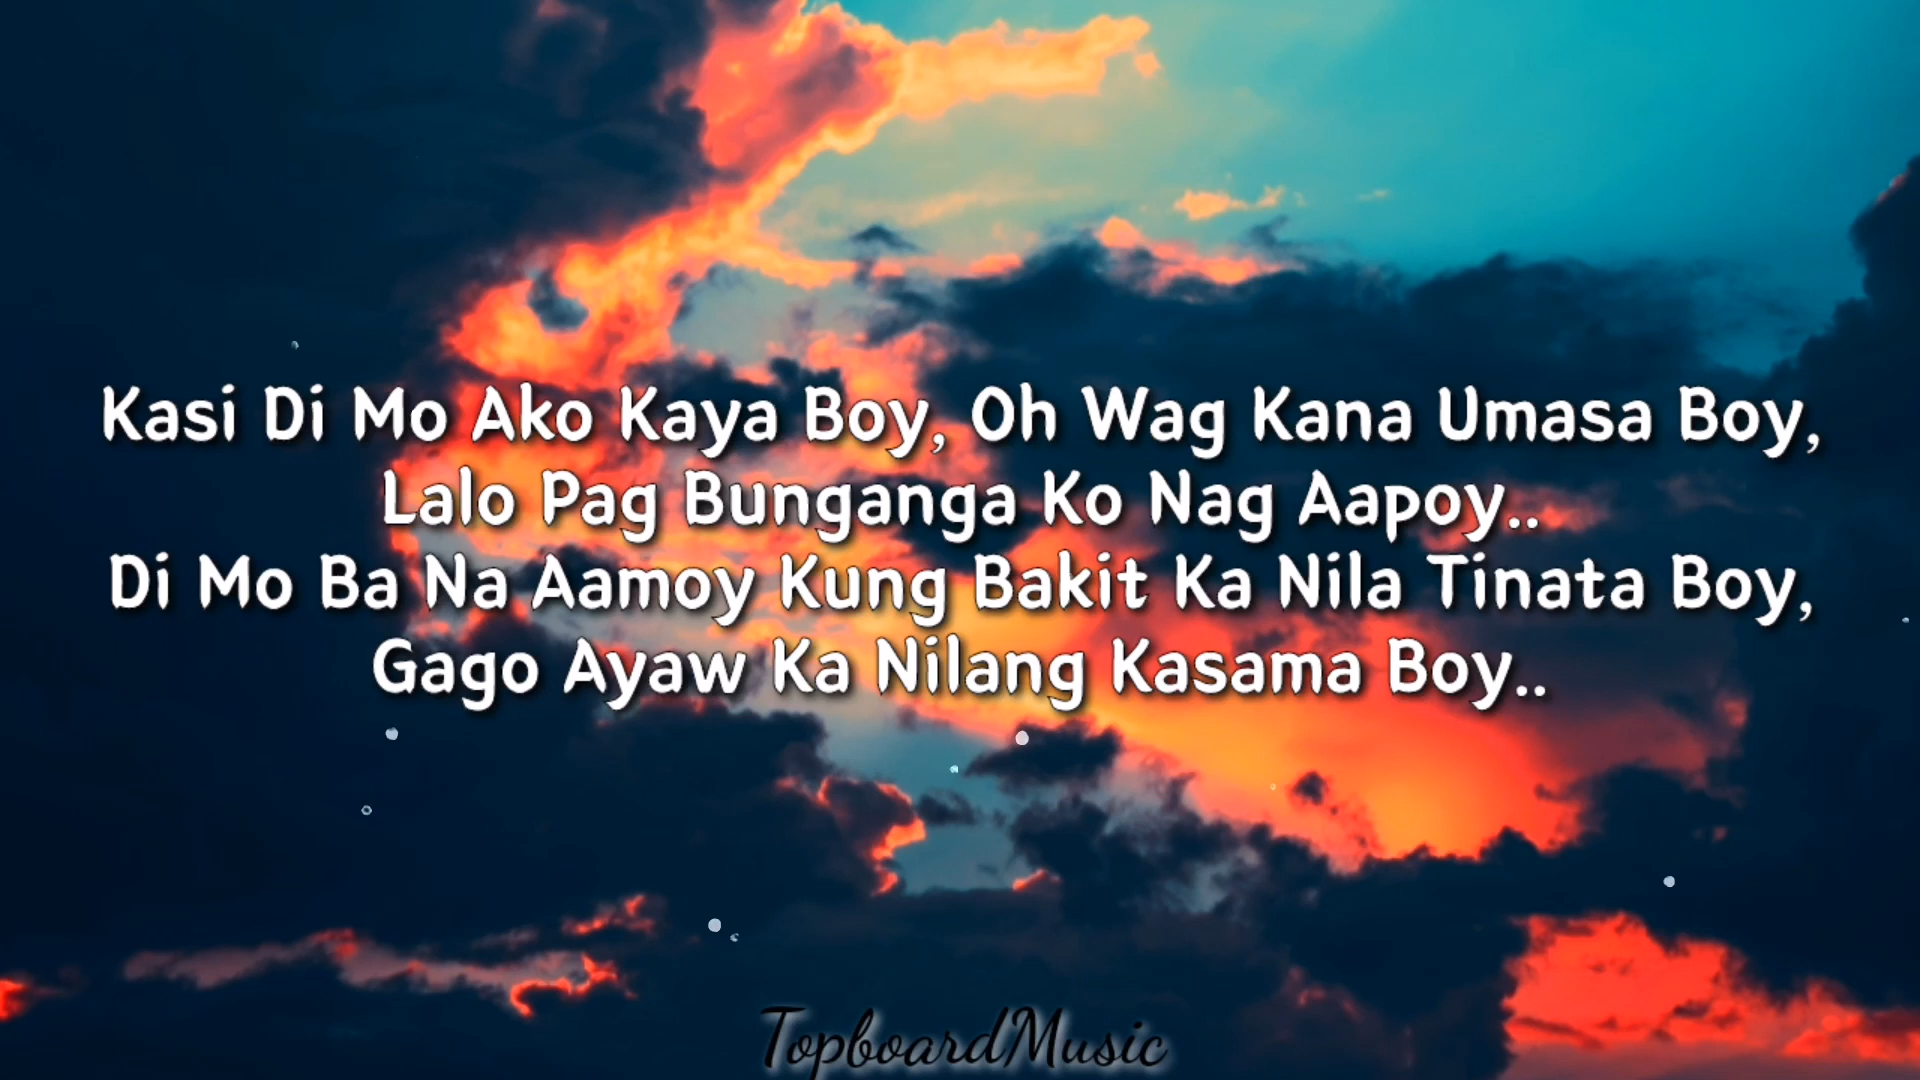 Kasi Di Mo Ako Kaya Boy, Oh Wag Kana Umasa Boy,
Lalo Pag Bunganga Ko Nag Aapoy..
Di Mo Ba Na Aamoy Kung Bakit Ka Nila Tinata Boy,
Gago Ayaw Ka Nilang Kasama Boy..
TopboardMusic